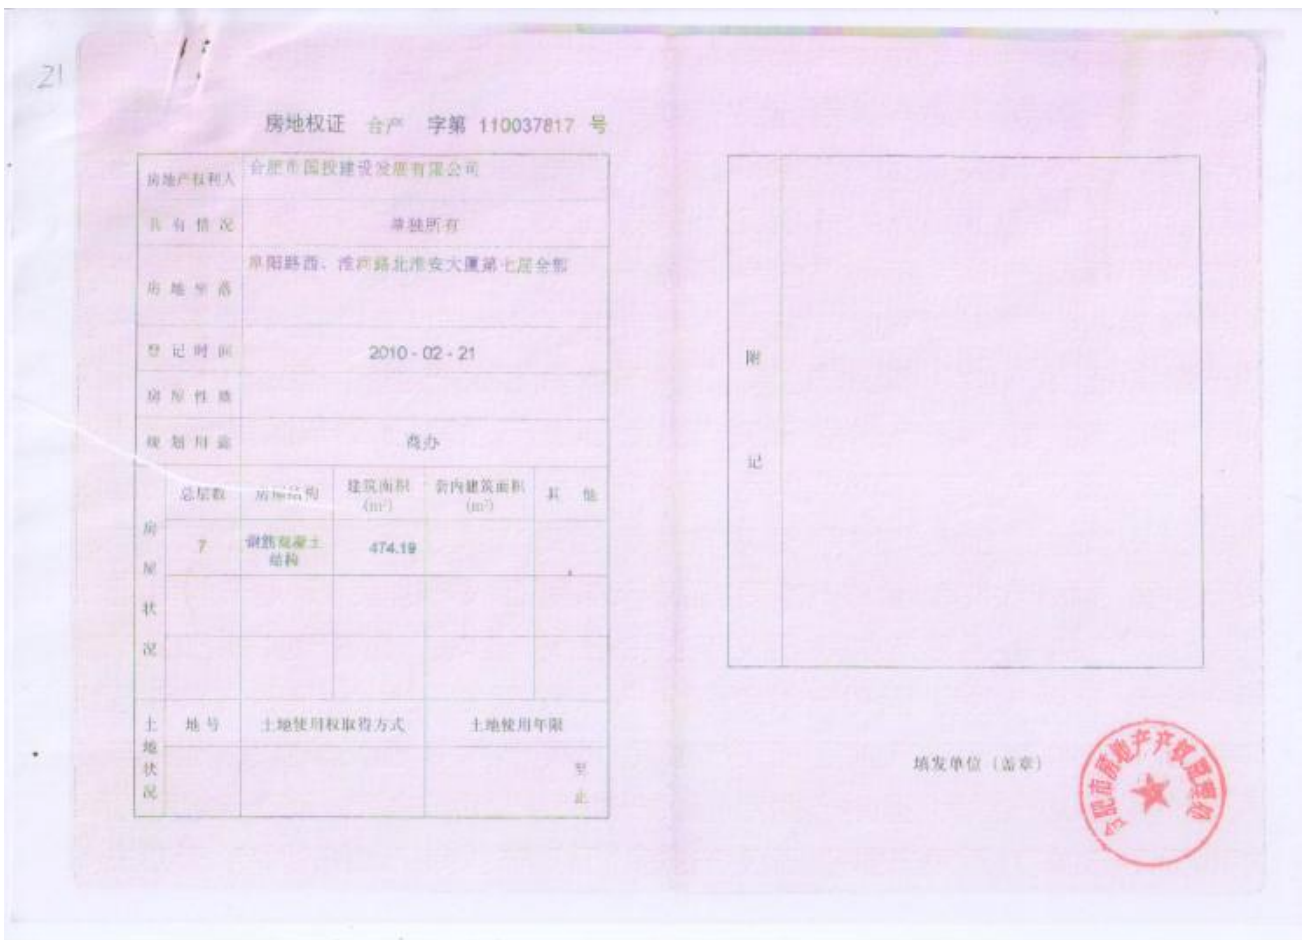 21
房地权证 合产 字第 110037817 号
房地产权利人 合肥市国投建设发展有限公司
共有情况 单独所有
房地坐落 阜阳路西、淮河路北淮安大厦第七层全部
登记时间 2010-02-21
房屋性质
规划用途 商办
房屋状况
总层数 房屋结构 建筑面积(m²) 套内建筑面积(m²) 其他
7 钢筋混凝土结构 474.19
土地状况
地号 土地使用权取得方式 土地使用年限
至
止
附记
填发单位(盖章)
合肥市房地产产权管理处